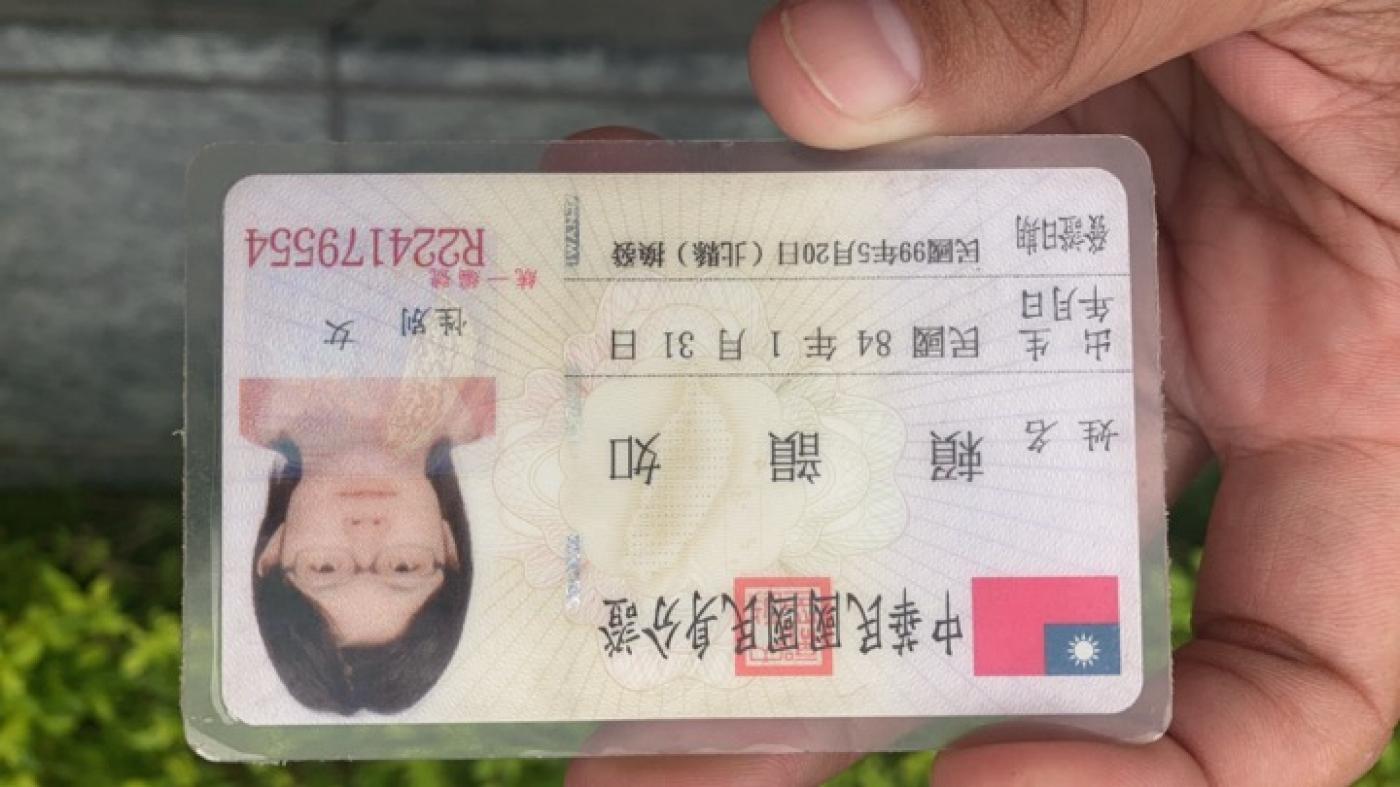 中華民國國民身分證
姓名 賴韻如
出生年月日 民國 84 年 1 月 31 日
發證日期 民國99年5月20日（北縣）換發
性別 女
統一編號
R224179554